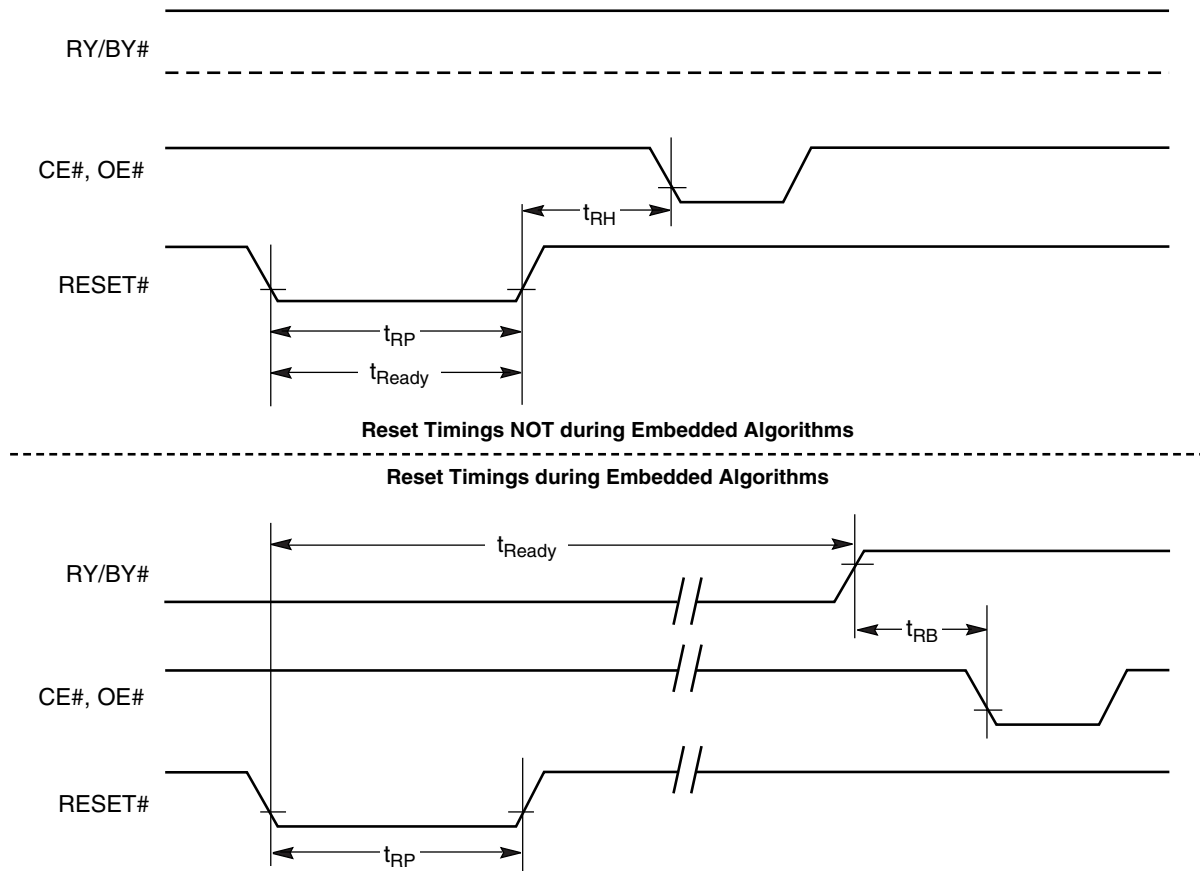 RY/BY#
CE#, OE#
tRH
RESET#
tRP
tReady
Reset Timings NOT during Embedded Algorithms
Reset Timings during Embedded Algorithms
tReady
RY/BY#
tRB
CE#, OE#
RESET#
tRP